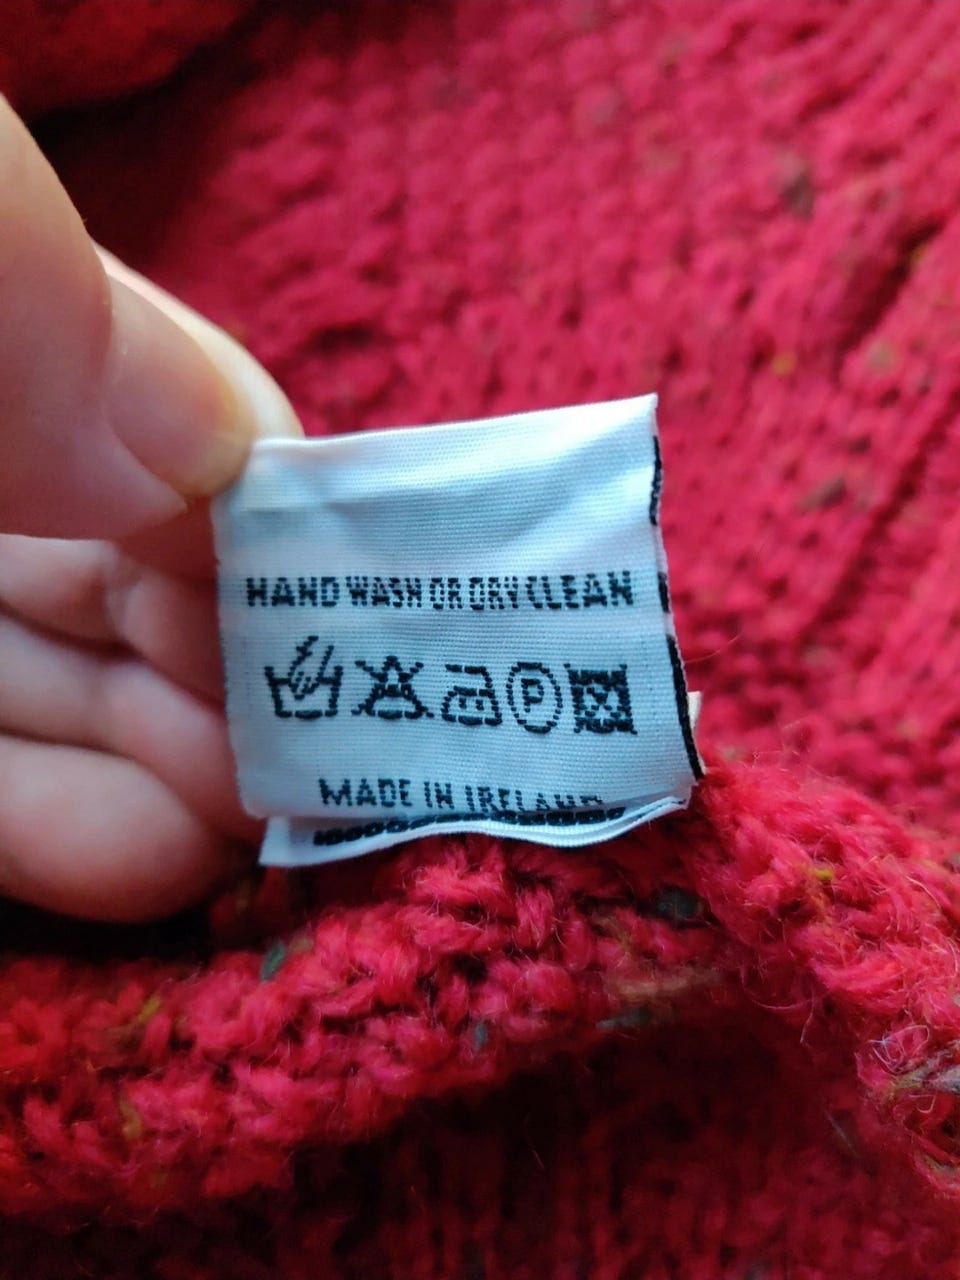 HAND WASH OR DRY CLEAN
P
MADE IN IRELAND